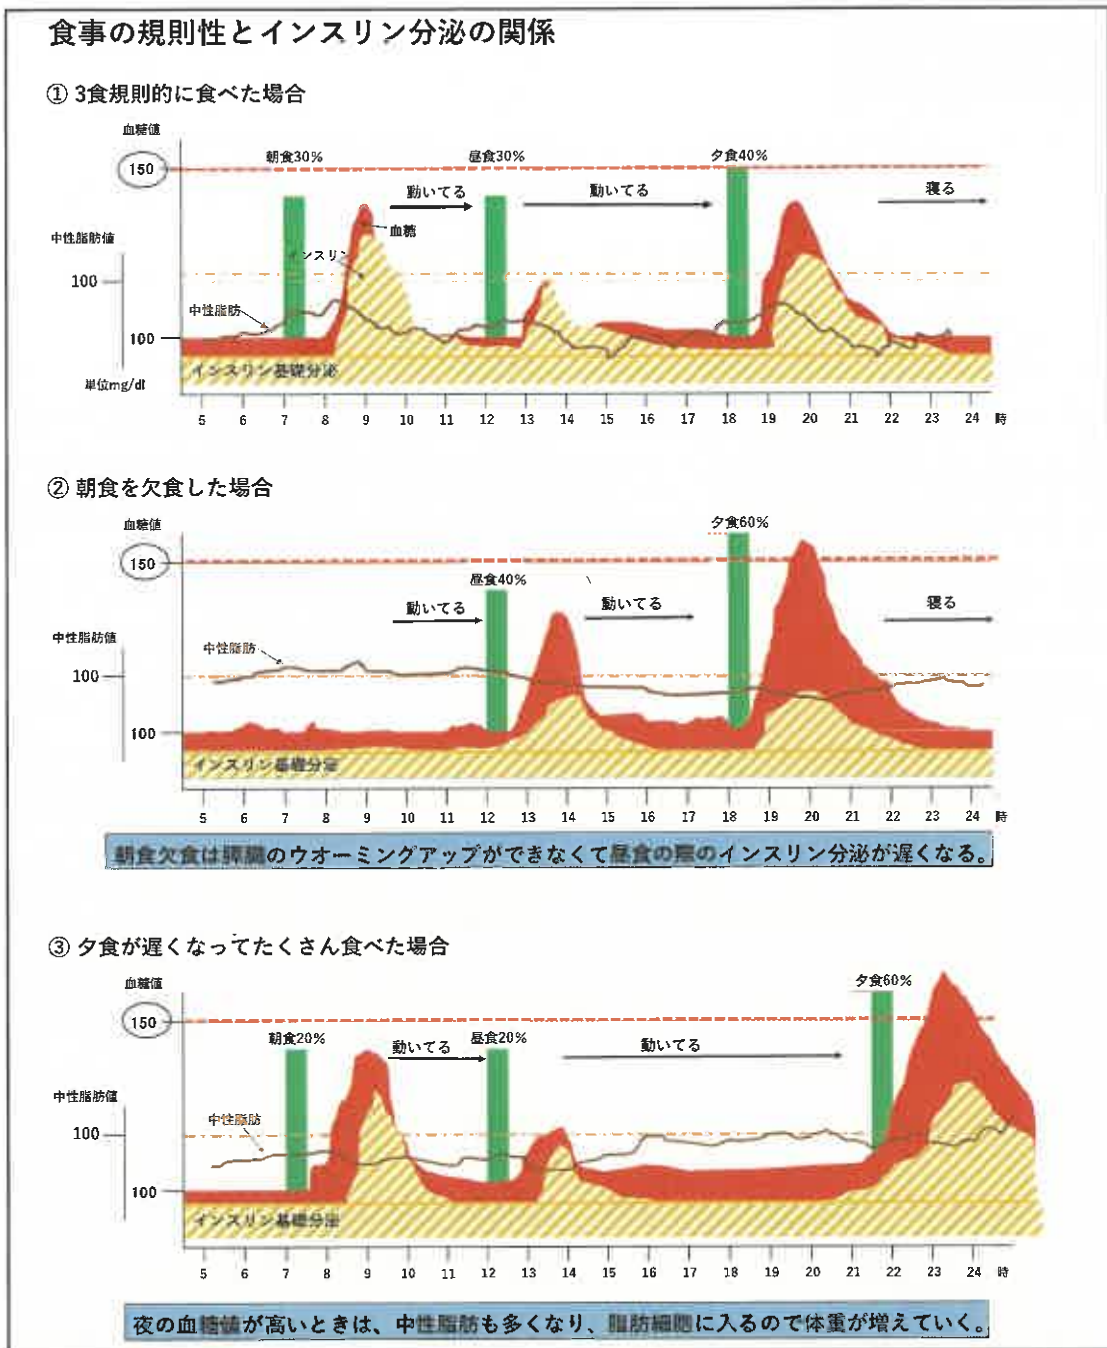 食事の規則性とインスリン分泌の関係
① 3食規則的に食べた場合
血糖値
150
朝食30%
昼食30%
夕食40%
動いてる
動いてる
寝る
血糖
中性脂肪値
インスリン
100
中性脂肪
100
インスリン基礎分泌
単位mg/dl
5 6 7 8 9 10 11 12 13 14 15 16 17 18 19 20 21 22 23 24 時
② 朝食を欠食した場合
血糖値
夕食60%
150
昼食40%
動いてる
動いてる
寝る
中性脂肪値
中性脂肪
100
100
インスリン基礎分泌
5 6 7 8 9 10 11 12 13 14 15 16 17 18 19 20 21 22 23 24 時
朝食欠食は膵臓のウオーミングアップができなくて昼食の際のインスリン分泌が遅くなる。
③ 夕食が遅くなってたくさん食べた場合
血糖値
夕食60%
150
朝食20%
昼食20%
動いてる
動いてる
中性脂肪値
中性脂肪
100
100
インスリン基礎分泌
5 6 7 8 9 10 11 12 13 14 15 16 17 18 19 20 21 22 23 24 時
夜の血糖値が高いときは、中性脂肪も多くなり、脂肪細胞に入るので体重が増えていく。